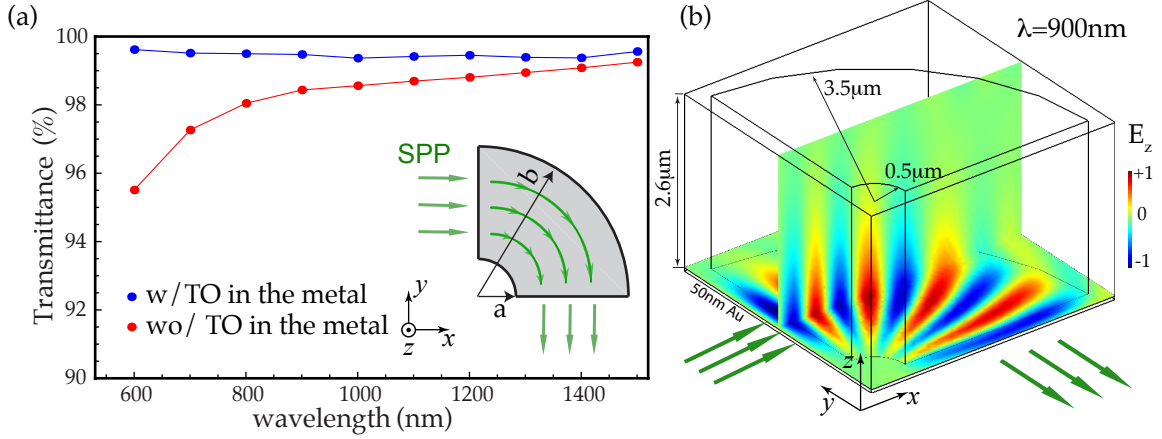 (a)
100
98
96
94
92
90
Transmittance (%)
600
800
1000
1200
1400
wavelength (nm)
w/TO in the metal
wo/ TO in the metal
SPP
b
a
y
z
x
(b)
λ=900nm
3.5μm
0.5μm
2.6μm
50nm Au
E_z
+1
0
-1
z
y
x